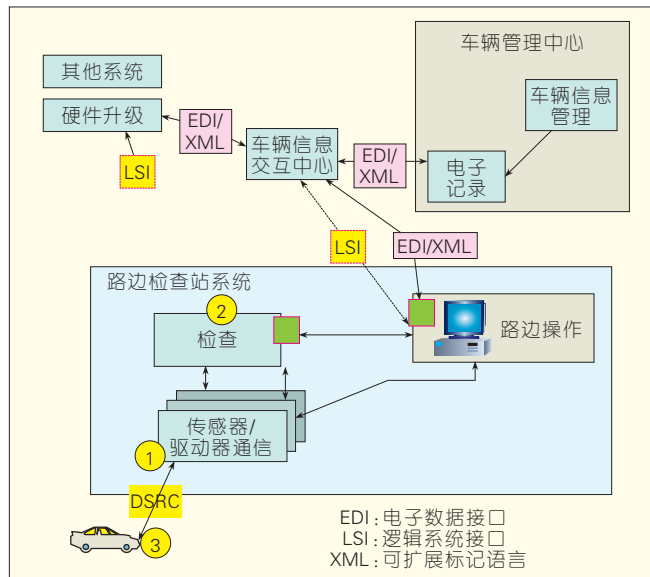 车辆管理中心
其他系统
硬件升级
EDI/
XML
车辆信息
交互中心
EDI/
XML
车辆信息
管理
电子
记录
LSI
LSI
EDI/XML
路边检查站系统
2
检查
路边操作
传感器/
驱动器通信
1
DSRC
3
EDI:电子数据接口
LSI:逻辑系统接口
XML:可扩展标记语言